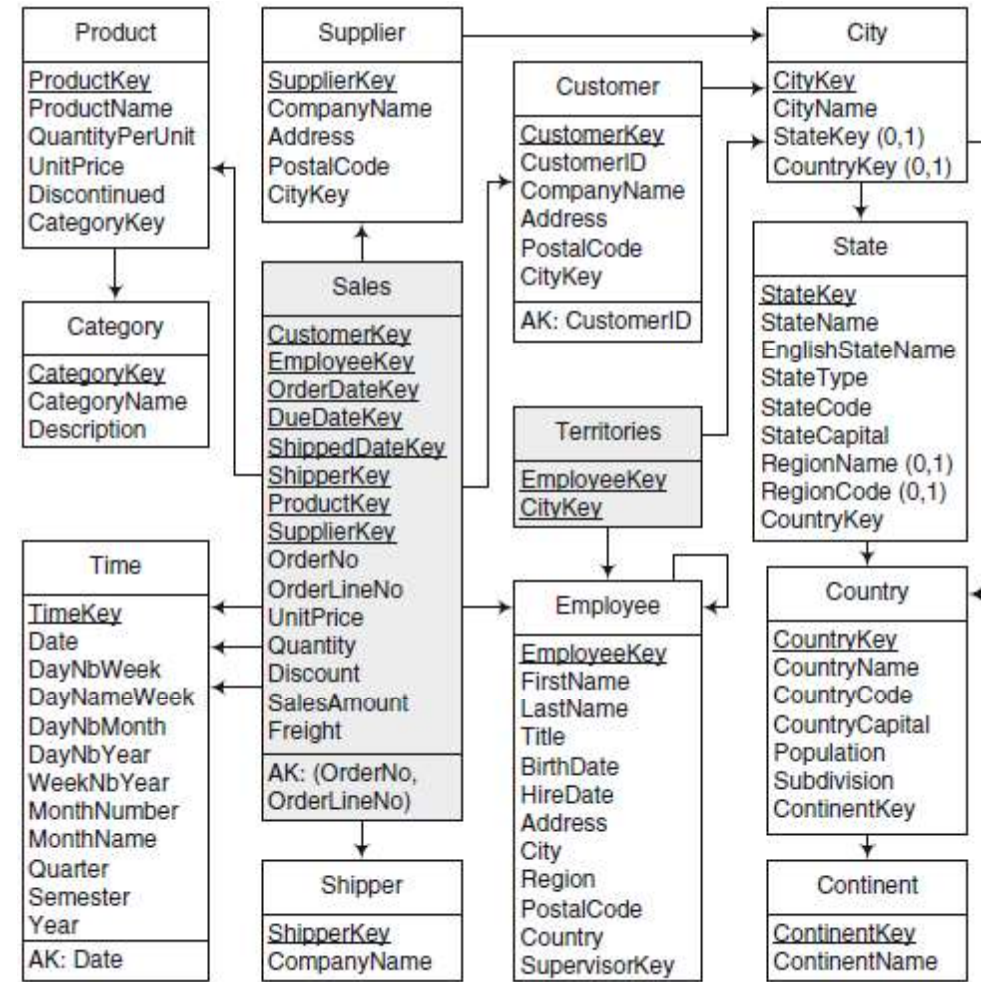 Product
ProductKey
ProductName
QuantityPerUnit
UnitPrice
Discontinued
CategoryKey
Supplier
SupplierKey
CompanyName
Address
PostalCode
CityKey
Customer
CustomerKey
CustomerID
CompanyName
Address
PostalCode
CityKey
AK: CustomerID
City
CityKey
CityName
StateKey (0,1)
CountryKey (0,1)
State
StateKey
StateName
EnglishStateName
StateType
StateCode
StateCapital
RegionName (0,1)
RegionCode (0,1)
CountryKey
Category
CategoryKey
CategoryName
Description
Sales
CustomerKey
EmployeeKey
OrderDateKey
DueDateKey
ShippedDateKey
ShipperKey
ProductKey
SupplierKey
OrderNo
OrderLineNo
UnitPrice
Quantity
Discount
SalesAmount
Freight
AK: (OrderNo,
OrderLineNo)
Territories
EmployeeKey
CityKey
Time
TimeKey
Date
DayNbWeek
DayNameWeek
DayNbMonth
DayNbYear
WeekNbYear
MonthNumber
MonthName
Quarter
Semester
Year
AK: Date
Shipper
ShipperKey
CompanyName
Employee
EmployeeKey
FirstName
LastName
Title
BirthDate
HireDate
Address
City
Region
PostalCode
Country
SupervisorKey
Country
CountryKey
CountryName
CountryCode
CountryCapital
Population
Subdivision
ContinentKey
Continent
ContinentKey
ContinentName